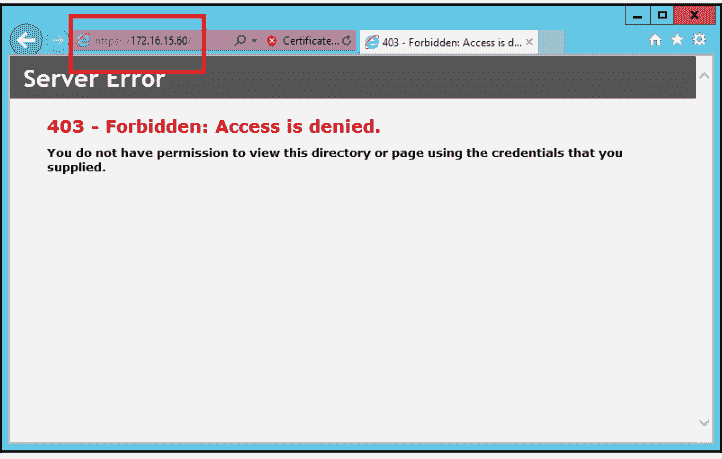 https://172.16.15.60/
Certificate...
403 - Forbidden: Access is d...
Server Error
403 - Forbidden: Access is denied.
You do not have permission to view this directory or page using the credentials that you
supplied.